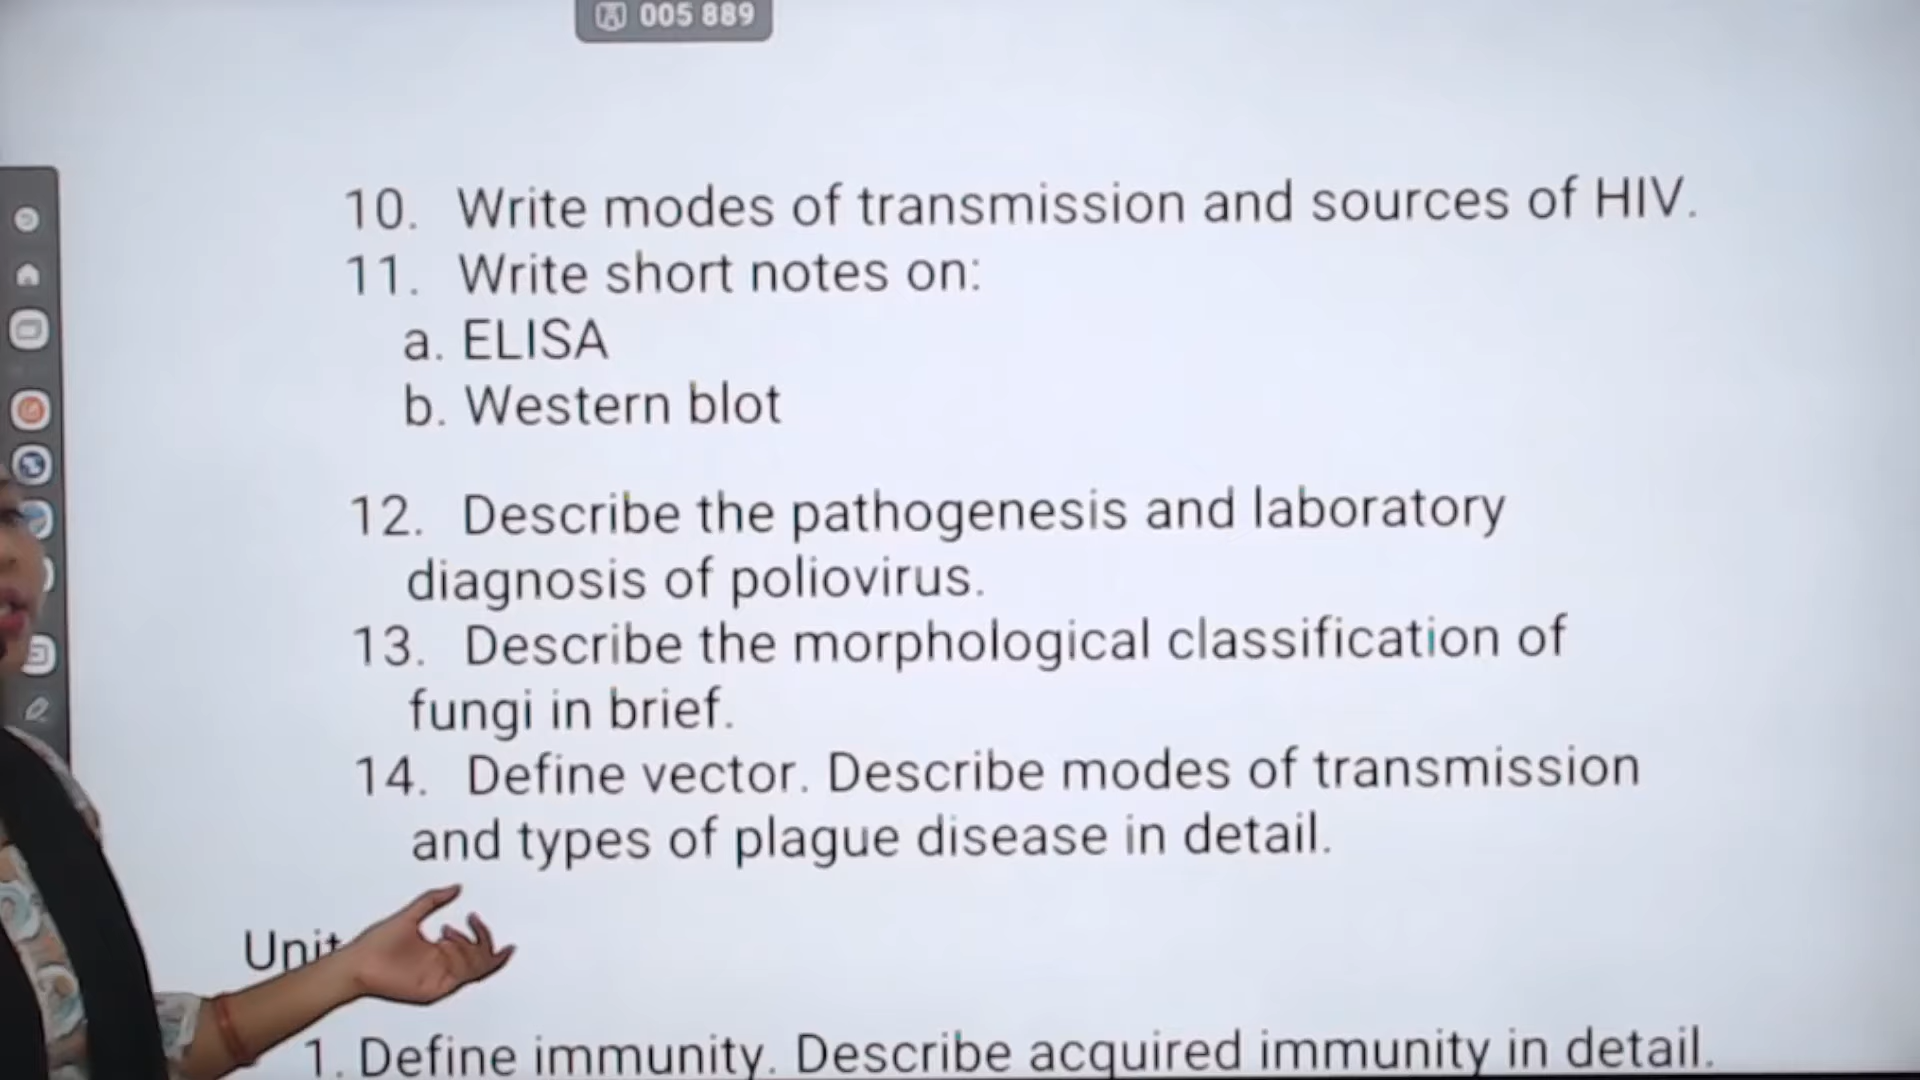 005 889
10. Write modes of transmission and sources of HIV.
11. Write short notes on:
a. ELISA
b. Western blot
12. Describe the pathogenesis and laboratory
diagnosis of poliovirus.
13. Describe the morphological classification of
fungi in brief.
14. Define vector. Describe modes of transmission
and types of plague disease in detail.
Unit
1. Define immunity. Describe acquired immunity in detail.